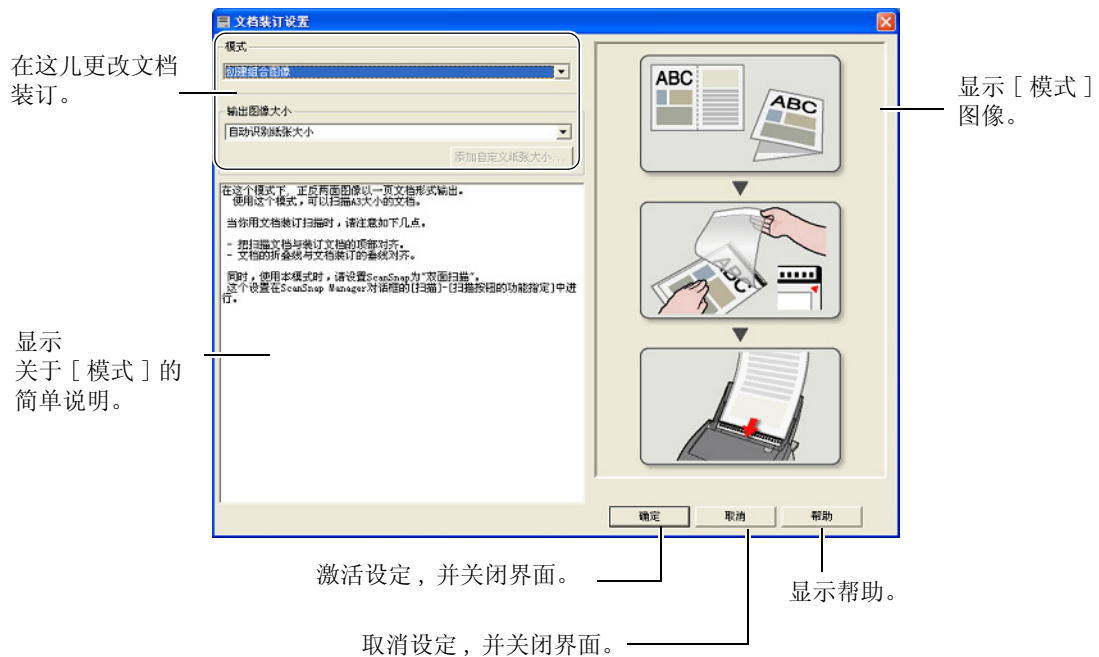 文档装订设置
模式
创建组合图像
输出图像大小
自动识别纸张大小
添加自定义纸张大小...
在这个模式下,正反两面图像以一页文档形式输出。
使用这个模式,可以扫描A3大小的文档。
当你用文档装订扫描时,请注意如下几点。
- 把扫描文档与装订文档的顶部对齐。
- 文档的折叠线与文档装订的垂线对齐。
同时,使用本模式时,请设置ScanSnap为"双面扫描"。
这个设置在ScanSnap Manager对话框的[扫描]-[扫描按钮的功能指定]中进
行。
ABC
ABC
ABC
确定
取消
帮助
在这儿更改文档
装订。
显示 [ 模式 ]
图像。
显示
关于 [ 模式 ] 的
简单说明。
激活设定 , 并关闭界面。
显示帮助。
取消设定 , 并关闭界面。